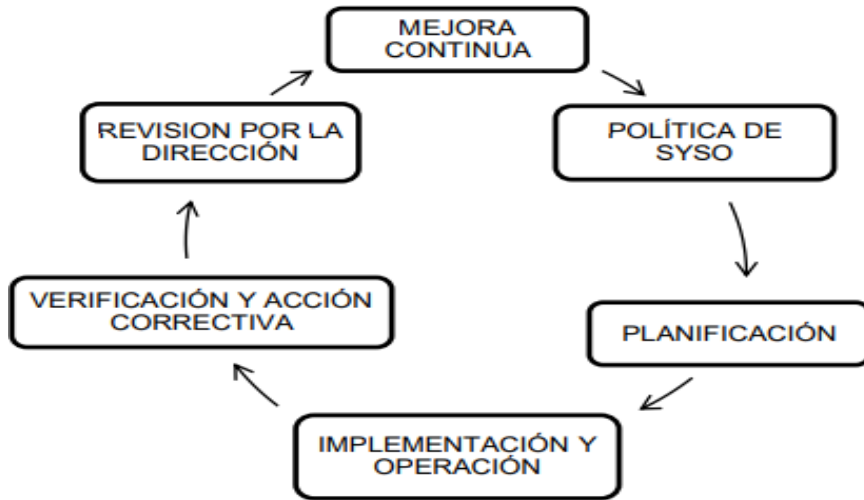 MEJORA
CONTINUA
POLÍTICA DE
SYSO
PLANIFICACIÓN
IMPLEMENTACIÓN Y
OPERACIÓN
VERIFICACIÓN Y ACCIÓN
CORRECTIVA
REVISION POR LA
DIRECCIÓN